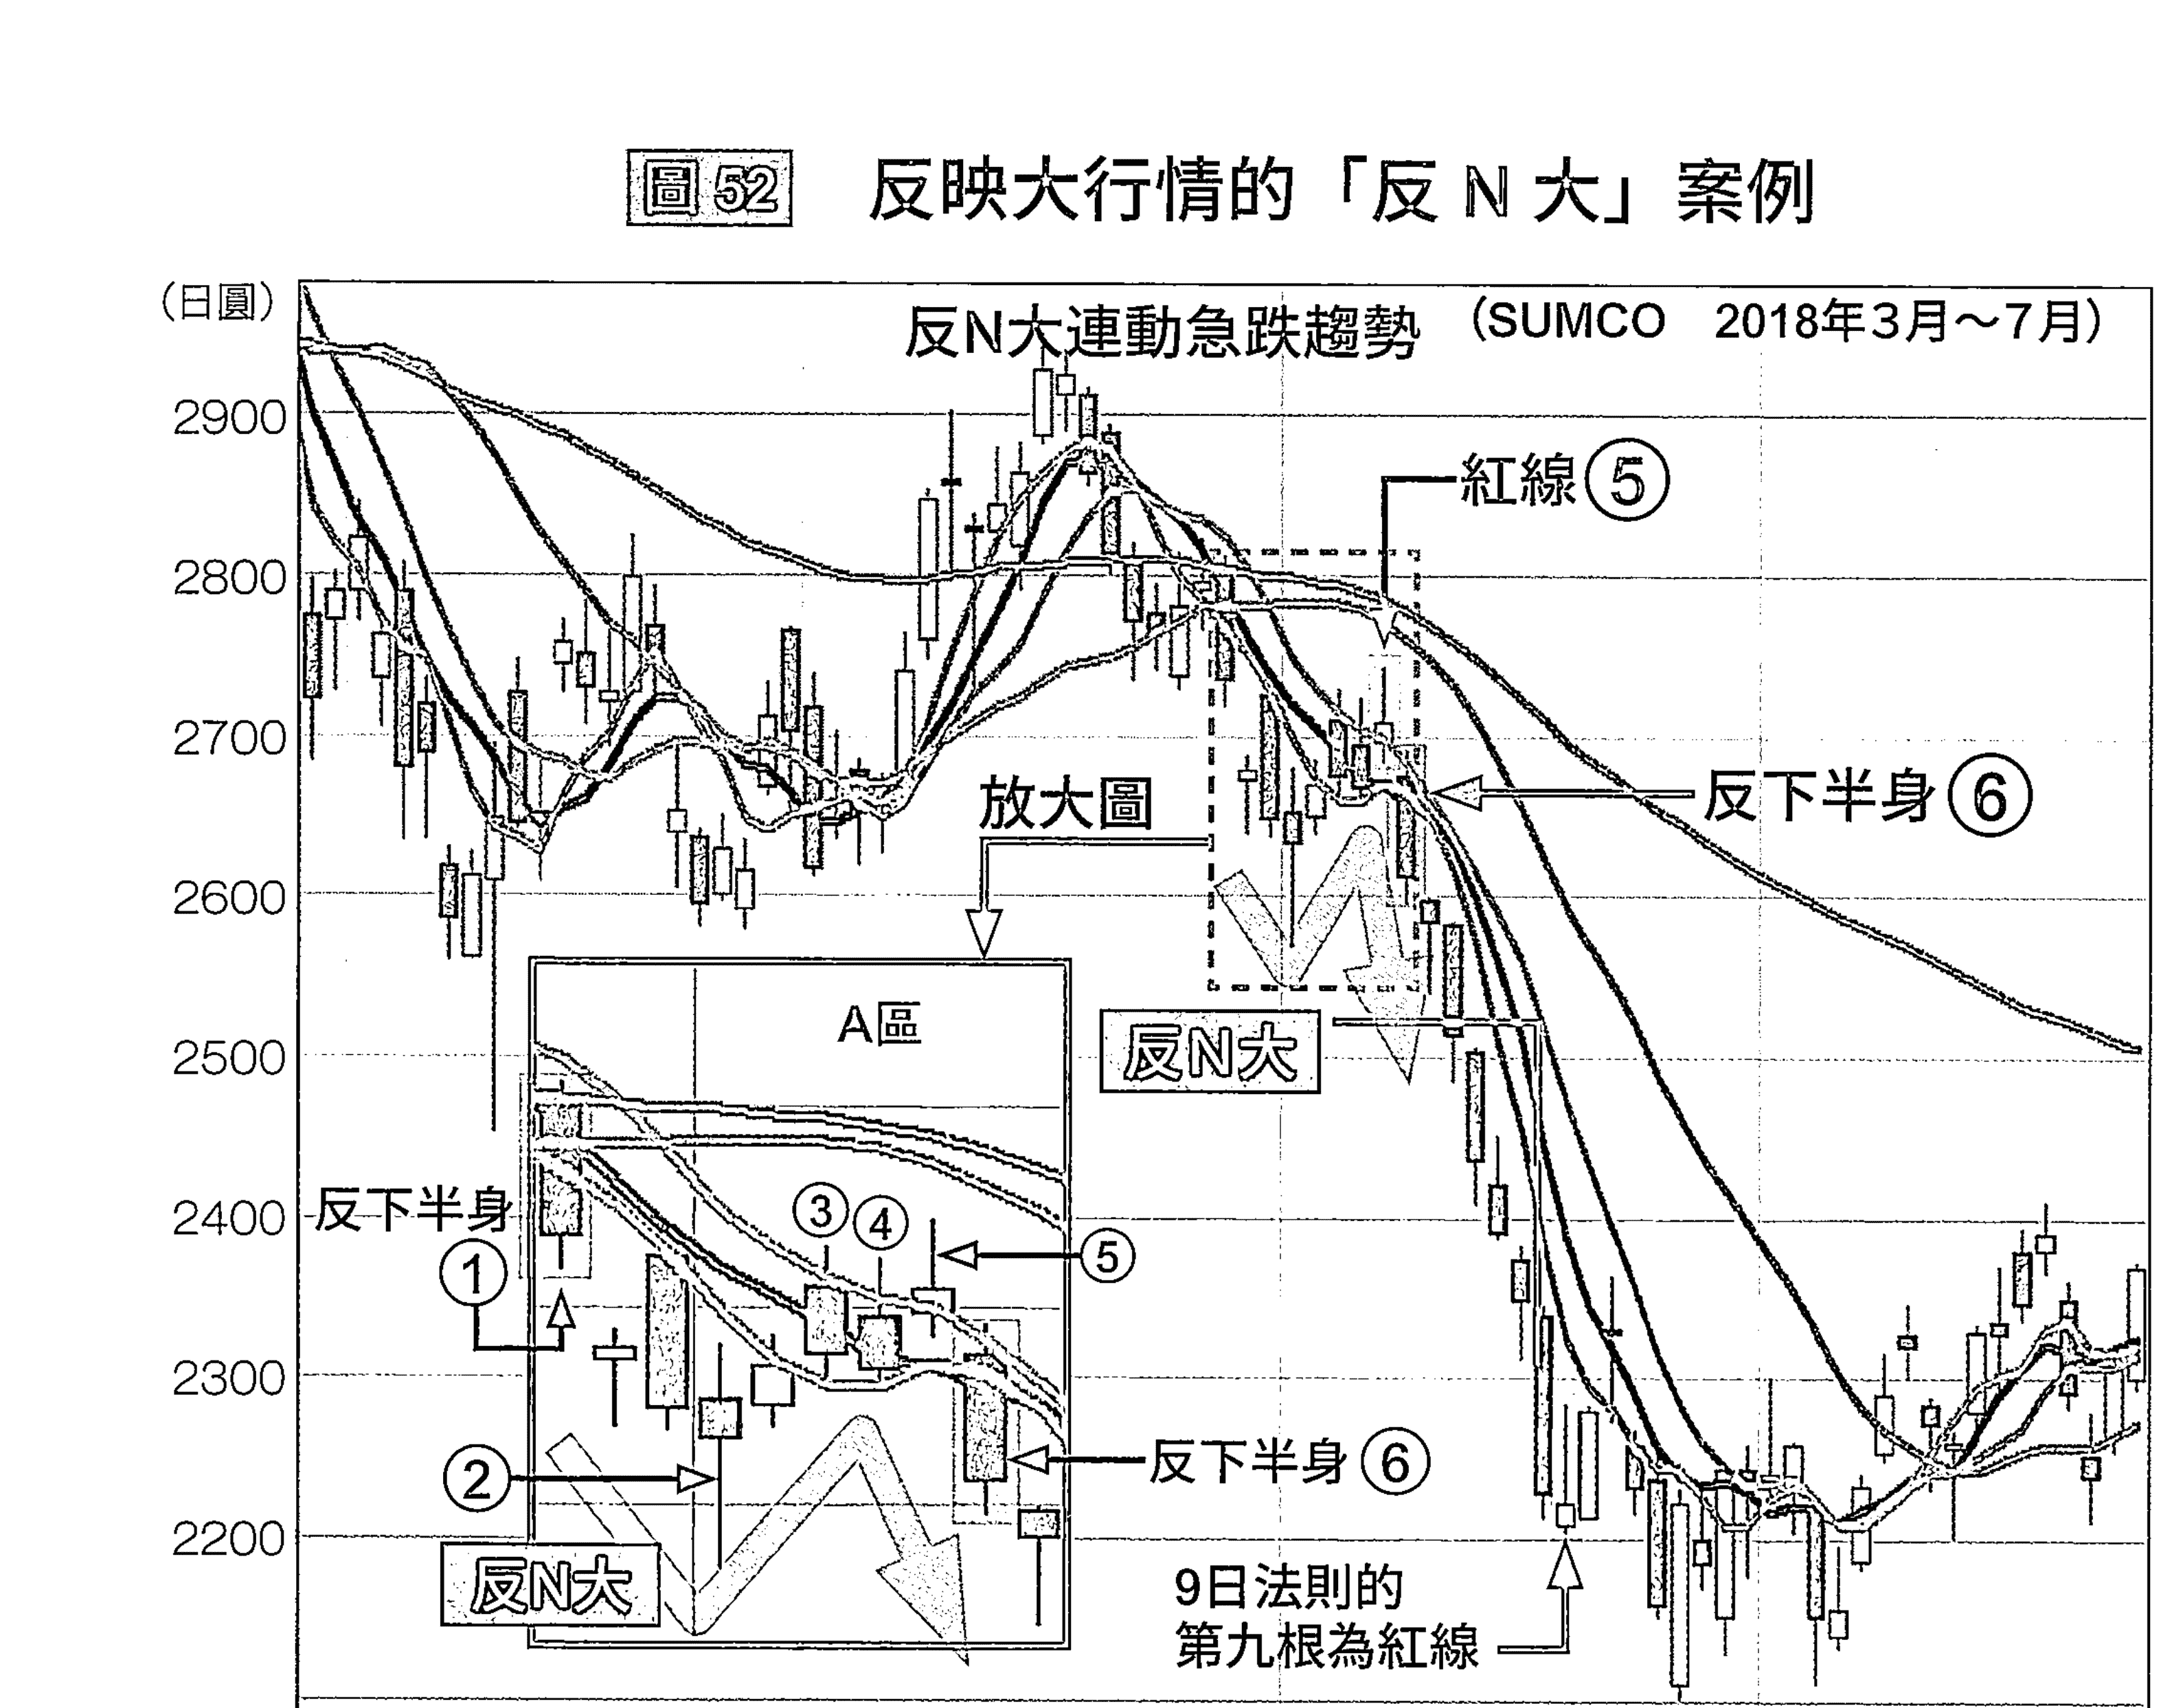 圖 52 反映大行情的「反 N 大」案例
(日圓)
反N大連動急跌趨勢 (SUMCO 2018年3月～7月)
2900
紅線⑤
2800
2700
放大圖
反下半身⑥
2600
A區
反N大
2500
反下半身
①
③
④
⑤
2400
2300
②
反下半身⑥
反N大
2200
9日法則的
第九根為紅線